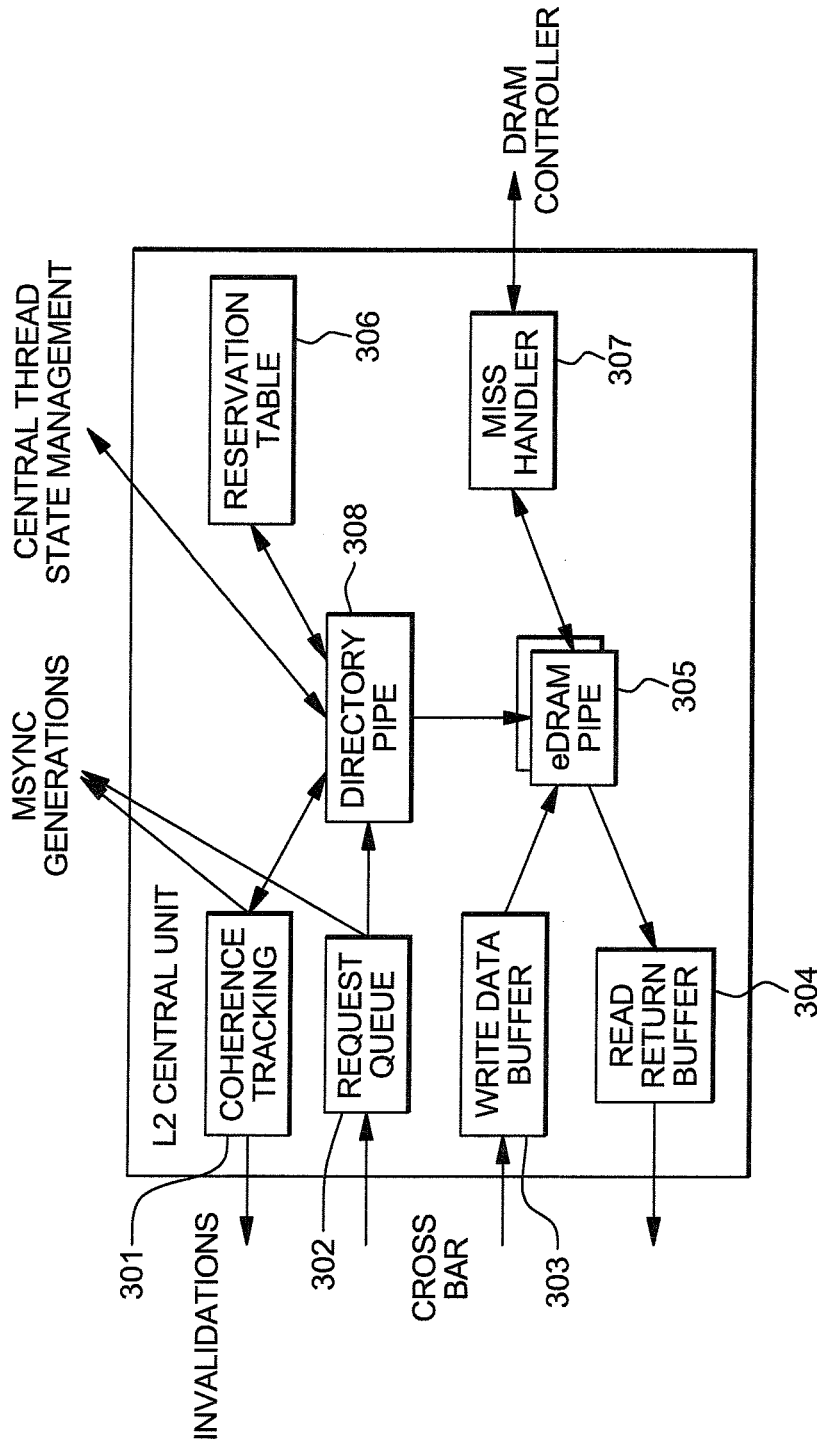 CENTRAL THREAD
STATE MANAGEMENT
MSYNC
GENERATIONS
L2 CENTRAL UNIT
INVALIDATIONS
301
COHERENCE
TRACKING
302
REQUEST
QUEUE
308
DIRECTORY
PIPE
RESERVATION
TABLE
306
CROSS
BAR
303
WRITE DATA
BUFFER
eDRAM
PIPE
305
MISS
HANDLER
307
DRAM
CONTROLLER
READ
RETURN
BUFFER
304